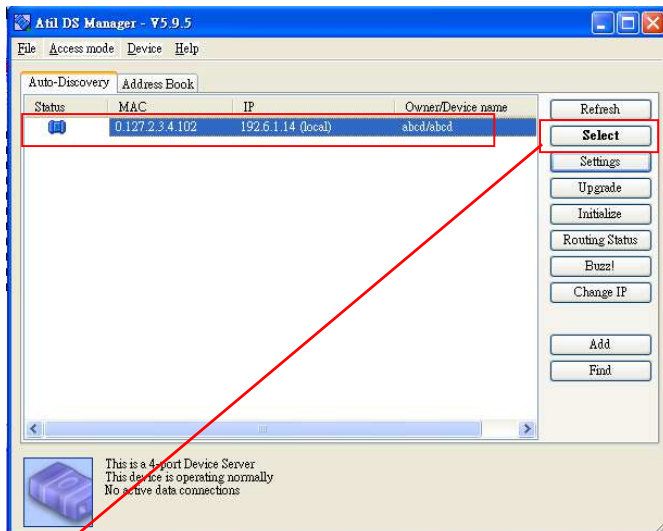 Atil DS Manager - V5.9.5
File Access mode Device Help
Auto-Discovery Address Book
Status MAC IP Owner/Device name
0.127.2.3.4.102 192.6.1.14 (local) abcd/abcd
Refresh
Select
Settings
Upgrade
Initialize
Routing Status
Buzz!
Change IP
Add
Find
This is a 4-port Device Server
This device is operating normally
No active data connections